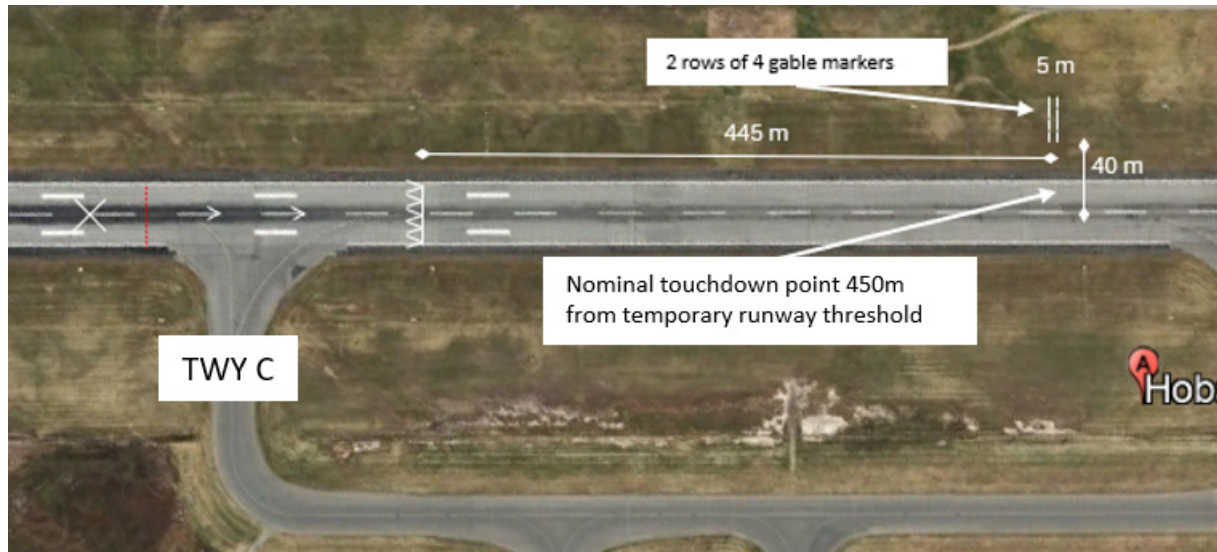 2 rows of 4 gable markers
5 m
445 m
40 m
Nominal touchdown point 450m
from temporary runway threshold
TWY C
A
Hob